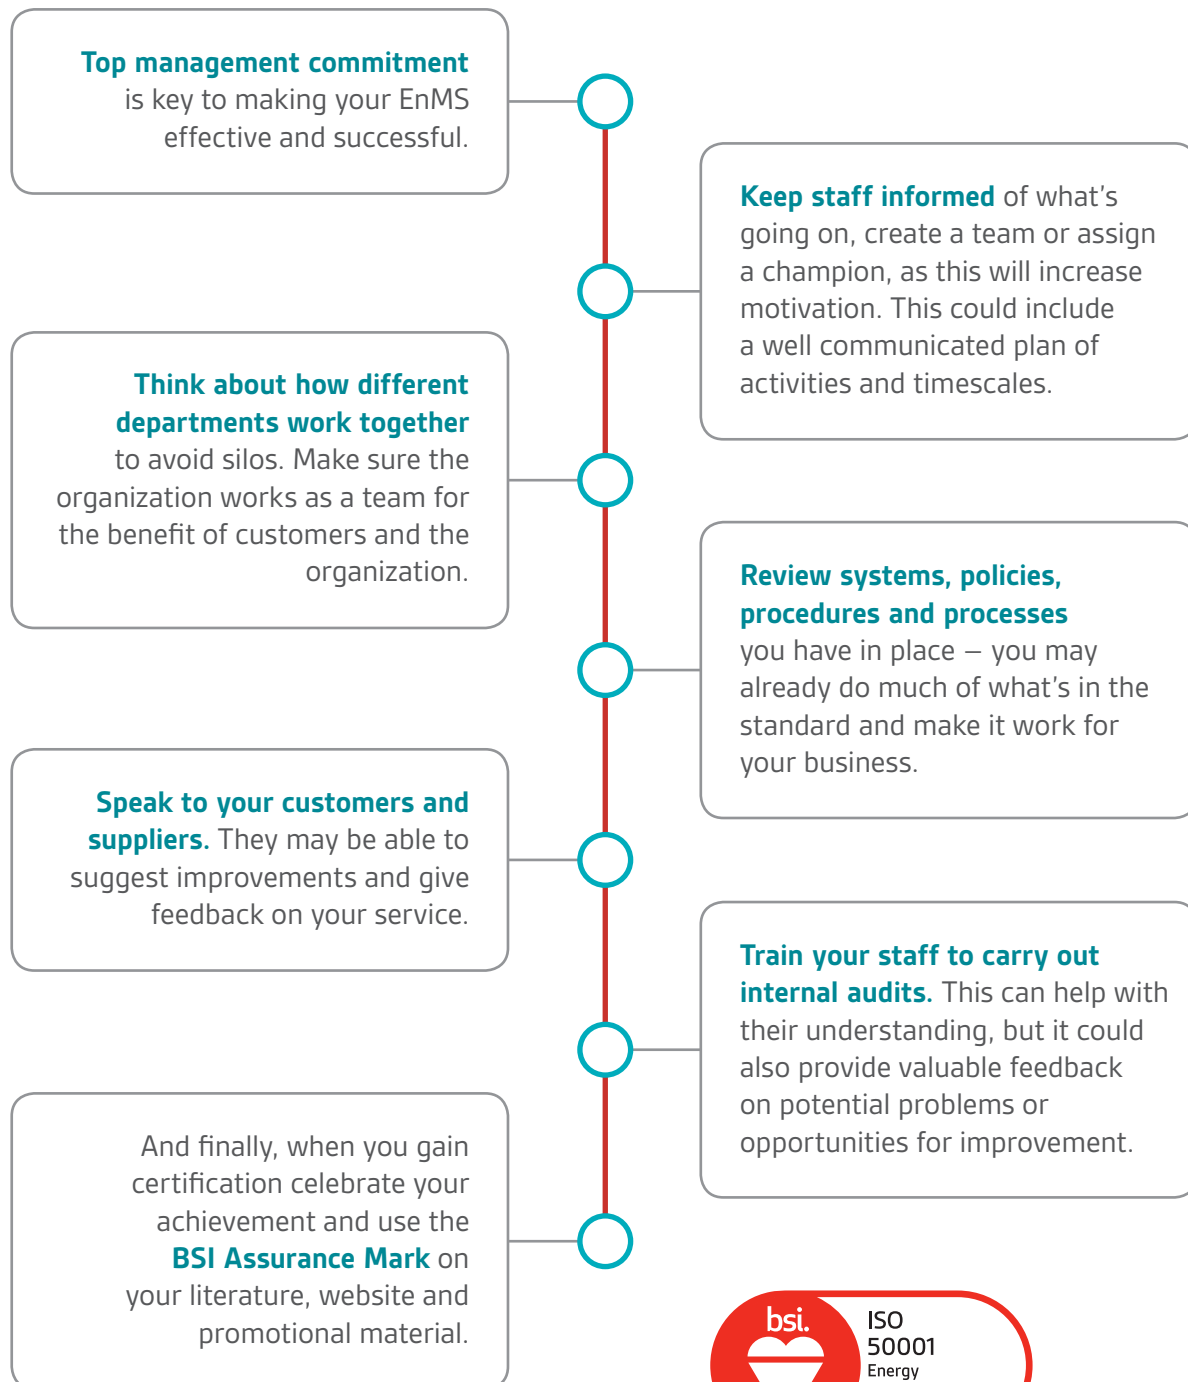 Top management commitment
is key to making your EnMS
effective and successful.
Keep staff informed of what's
going on, create a team or assign
a champion, as this will increase
motivation. This could include
a well communicated plan of
activities and timescales.
Think about how different
departments work together
to avoid silos. Make sure the
organization works as a team for
the benefit of customers and the
organization.
Review systems, policies,
procedures and processes
you have in place – you may
already do much of what's in the
standard and make it work for
your business.
Speak to your customers and
suppliers. They may be able to
suggest improvements and give
feedback on your service.
Train your staff to carry out
internal audits. This can help with
their understanding, but it could
also provide valuable feedback
on potential problems or
opportunities for improvement.
And finally, when you gain
certification celebrate your
achievement and use the
BSI Assurance Mark on
your literature, website and
promotional material.
bsi.
ISO
50001
Energy